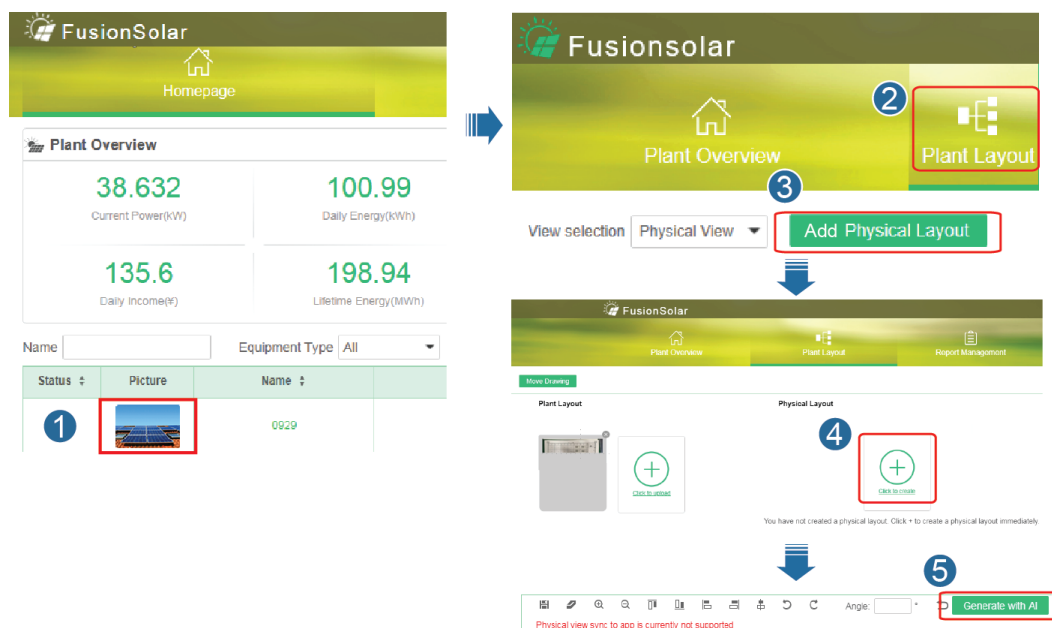 FusionSolar
Homepage
Plant Overview
38.632
Current Power(kW)
100.99
Daily Energy(kWh)
135.6
Daily Income(¥)
198.94
Lifetime Energy(MWh)
Name
Equipment Type All
Status Picture Name
1
0929
Fusionsolar
2
Plant Overview
Plant Layout
3
View selection Physical View Add Physical Layout
FusionSolar
Plant Overview Plant Layout Report Management
Move Drawing
Plant Layout Physical Layout
4
Click to upload
Click to create
You have not created a physical layout. Click + to create a physical layout immediately.
5
Angle: ° Generate with AI
Physical view sync to app is currently not supported